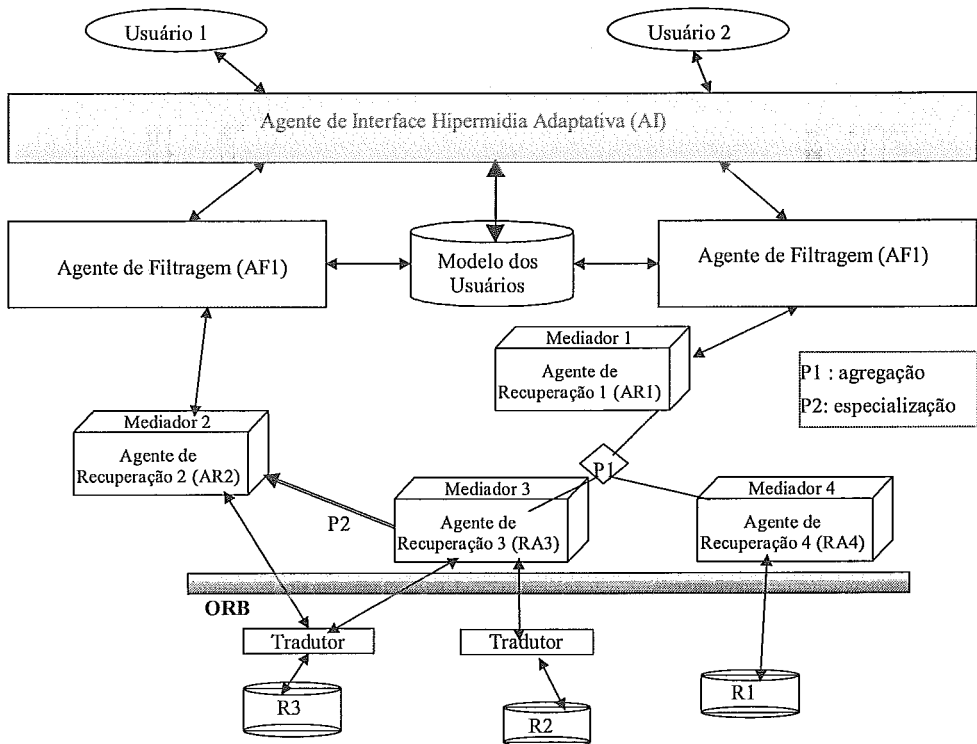 Usuário 1
Usuário 2
Agente de Interface Hipermidia Adaptativa (AI)
Agente de Filtragem (AF1)
Modelo dos
Usuários
Agente de Filtragem (AF1)
Mediador 1
Agente de
Recuperação 1 (AR1)
P1 : agregação
P2: especialização
Mediador 2
Agente de
Recuperação 2 (AR2)
P1
P2
Mediador 3
Agente de
Recuperação 3 (RA3)
Mediador 4
Agente de
Recuperação 4 (RA4)
ORB
Tradutor
Tradutor
R3
R2
R1